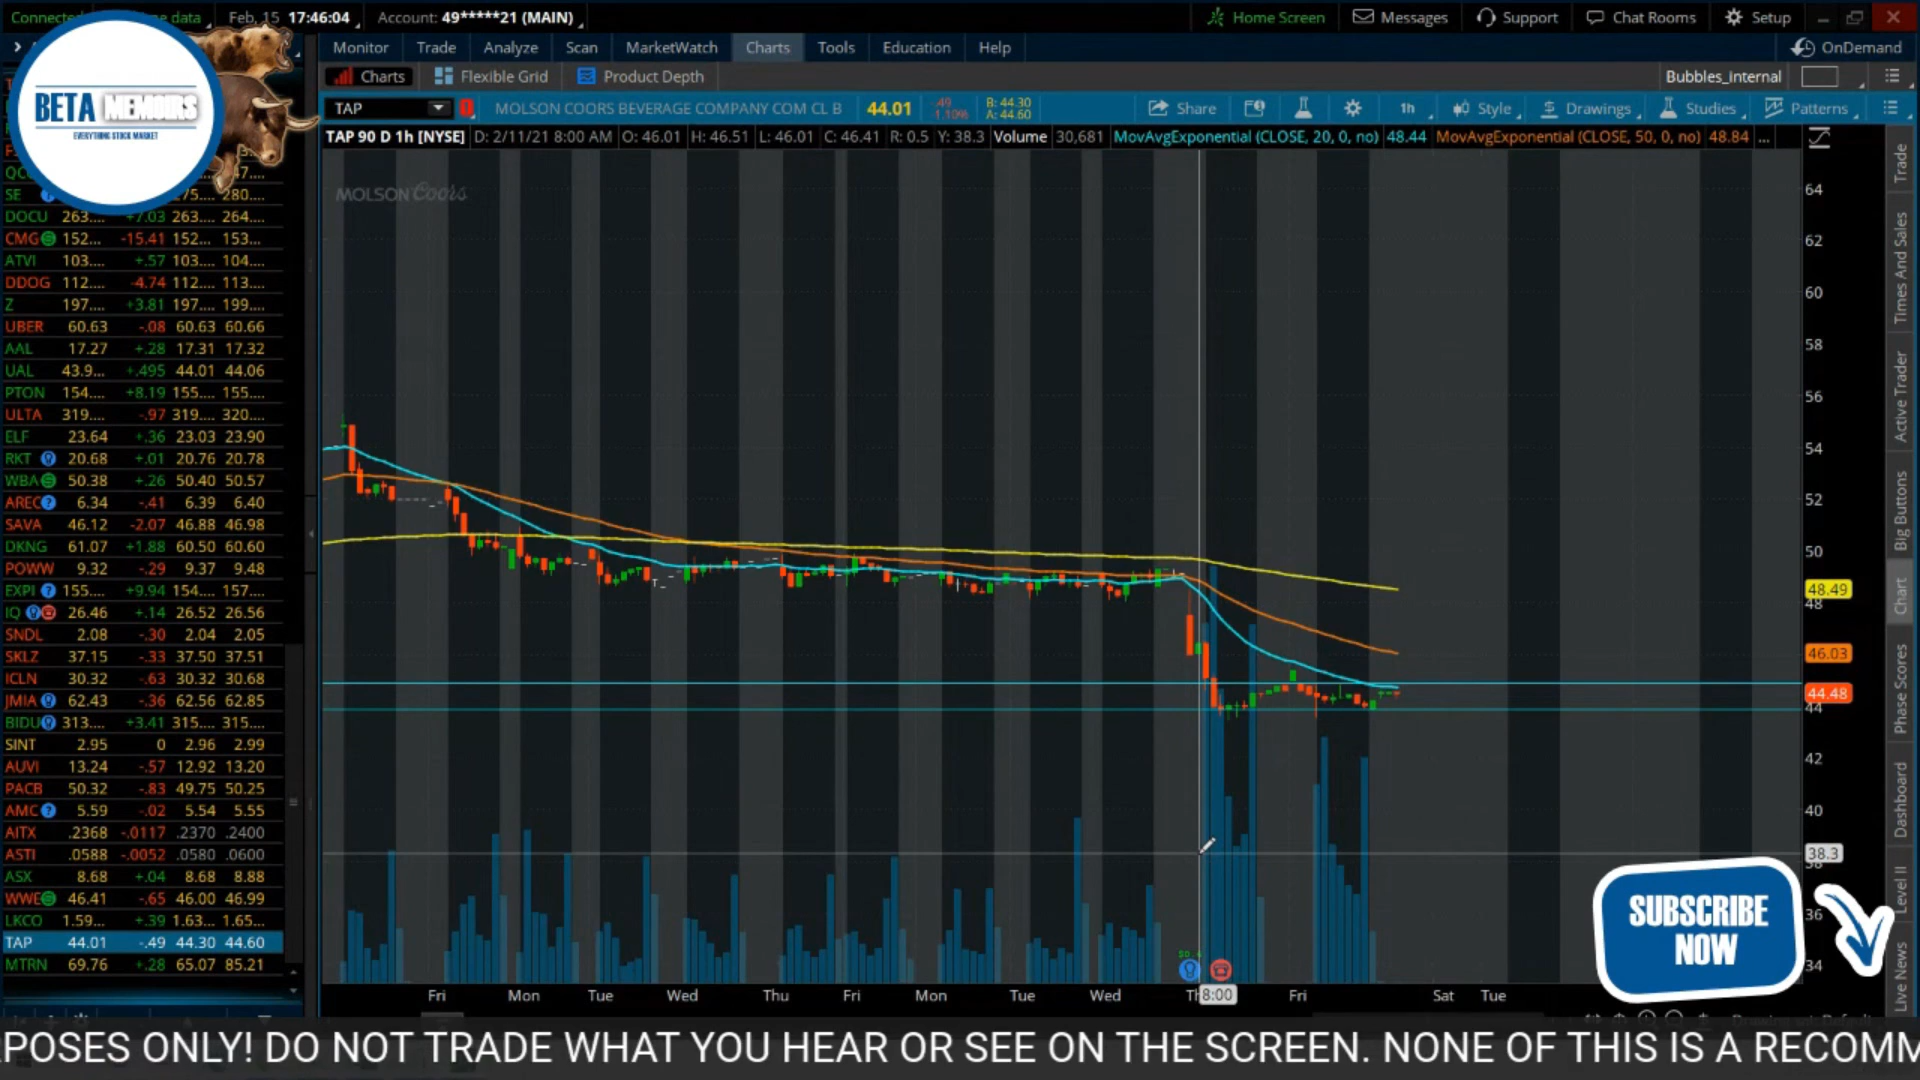 Feb, 15 17:46:04 Account: 49*****21 (MAIN)
Home Screen Messages Support Chat Rooms Setup
Monitor Trade Analyze Scan MarketWatch Charts Tools Education Help OnDemand
Charts Flexible Grid Product Depth Bubbles_internal
BETA MEMOIRS
EVERYTHING STOCK MARKET
TAP MOLSON COORS BEVERAGE COMPANY COM CL B 44.01 -.49 -1.10% B: 44.30 A: 44.60 Share 1h Style Drawings Studies Patterns
TAP 90 D 1h [NYSE] D: 2/11/21 8:00 AM O: 46.01 H: 46.51 L: 46.01 C: 46.41 R: 0.5 Y: 38.3 Volume 30,681 MovAvgExponential (CLOSE, 20, 0, no) 48.44 MovAvgExponential (CLOSE, 50, 0, no) 48.84 ...
MOLSON Coors
SE 280....
DOCU 263.... +7.03 263.... 264....
CMG 152... -15.41 152... 153...
ATVI 103.... +.57 103.... 104....
DDOG 112.... -4.74 112.... 113....
Z 197.... +3.81 197.... 199....
UBER 60.63 -.08 60.63 60.66
AAL 17.27 +.28 17.31 17.32
UAL 43.9... +.495 44.01 44.06
PTON 154.... +8.19 155.... 155....
ULTA 319.... -.97 319.... 320....
ELF 23.64 +.36 23.03 23.90
RKT 20.68 +.01 20.76 20.78
WBA 50.38 +.26 50.40 50.57
AREC 6.34 -.41 6.39 6.40
SAVA 46.12 -2.07 46.88 46.98
DKNG 61.07 +1.88 60.50 60.60
POWW 9.32 -.29 9.37 9.48
EXPI 155.... +9.94 154.... 157....
IQ 26.46 +.14 26.52 26.56
SNDL 2.08 -.30 2.04 2.05
SKLZ 37.15 -.33 37.50 37.51
ICLN 30.32 -.63 30.32 30.68
JMIA 62.43 -.36 62.56 62.85
BIDU 313.... +3.41 315.... 315....
SINT 2.95 0 2.96 2.99
AUVI 13.24 -.57 12.92 13.20
PACB 50.32 -.83 49.75 50.25
AMC 5.59 -.02 5.54 5.55
AITX .2368 -.0117 .2370 .2400
ASTI .0588 -.0052 .0580 .0600
ASX 8.68 +.04 8.68 8.88
WWE 46.41 -.65 46.00 46.99
LKCO 1.59... +.39 1.63... 1.65...
TAP 44.01 -.49 44.30 44.60
MTRN 69.76 +.28 65.07 85.21
64
62
60
58
56
54
52
50
48.49
48
46.03
44.48
44
42
40
38.3
36
34
Trade
Times And Sales
Active Trader
Big Buttons
Chart
Phase Scores
Dashboard
Level II
Live News
SUBSCRIBE
NOW
Fri Mon Tue Wed Thu Fri Mon Tue Wed 8:00 Fri Sat Tue
RPOSES ONLY! DO NOT TRADE WHAT YOU HEAR OR SEE ON THE SCREEN. NONE OF THIS IS A RECOMM